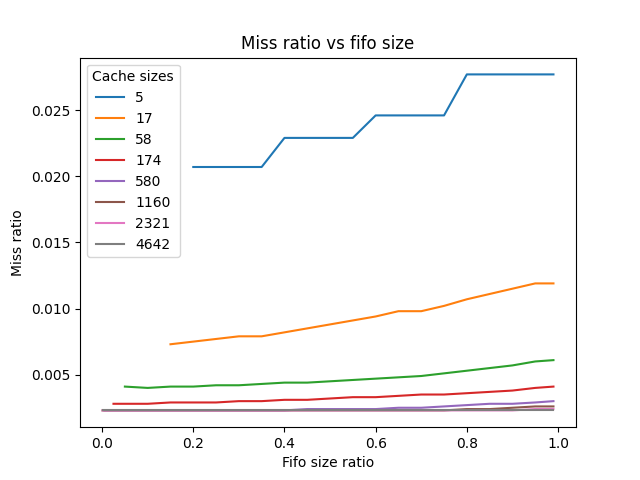 Miss ratio vs fifo size
Cache sizes
5
17
58
174
580
1160
2321
4642
Miss ratio
0.025
0.020
0.015
0.010
0.005
0.0 0.2 0.4 0.6 0.8 1.0
Fifo size ratio